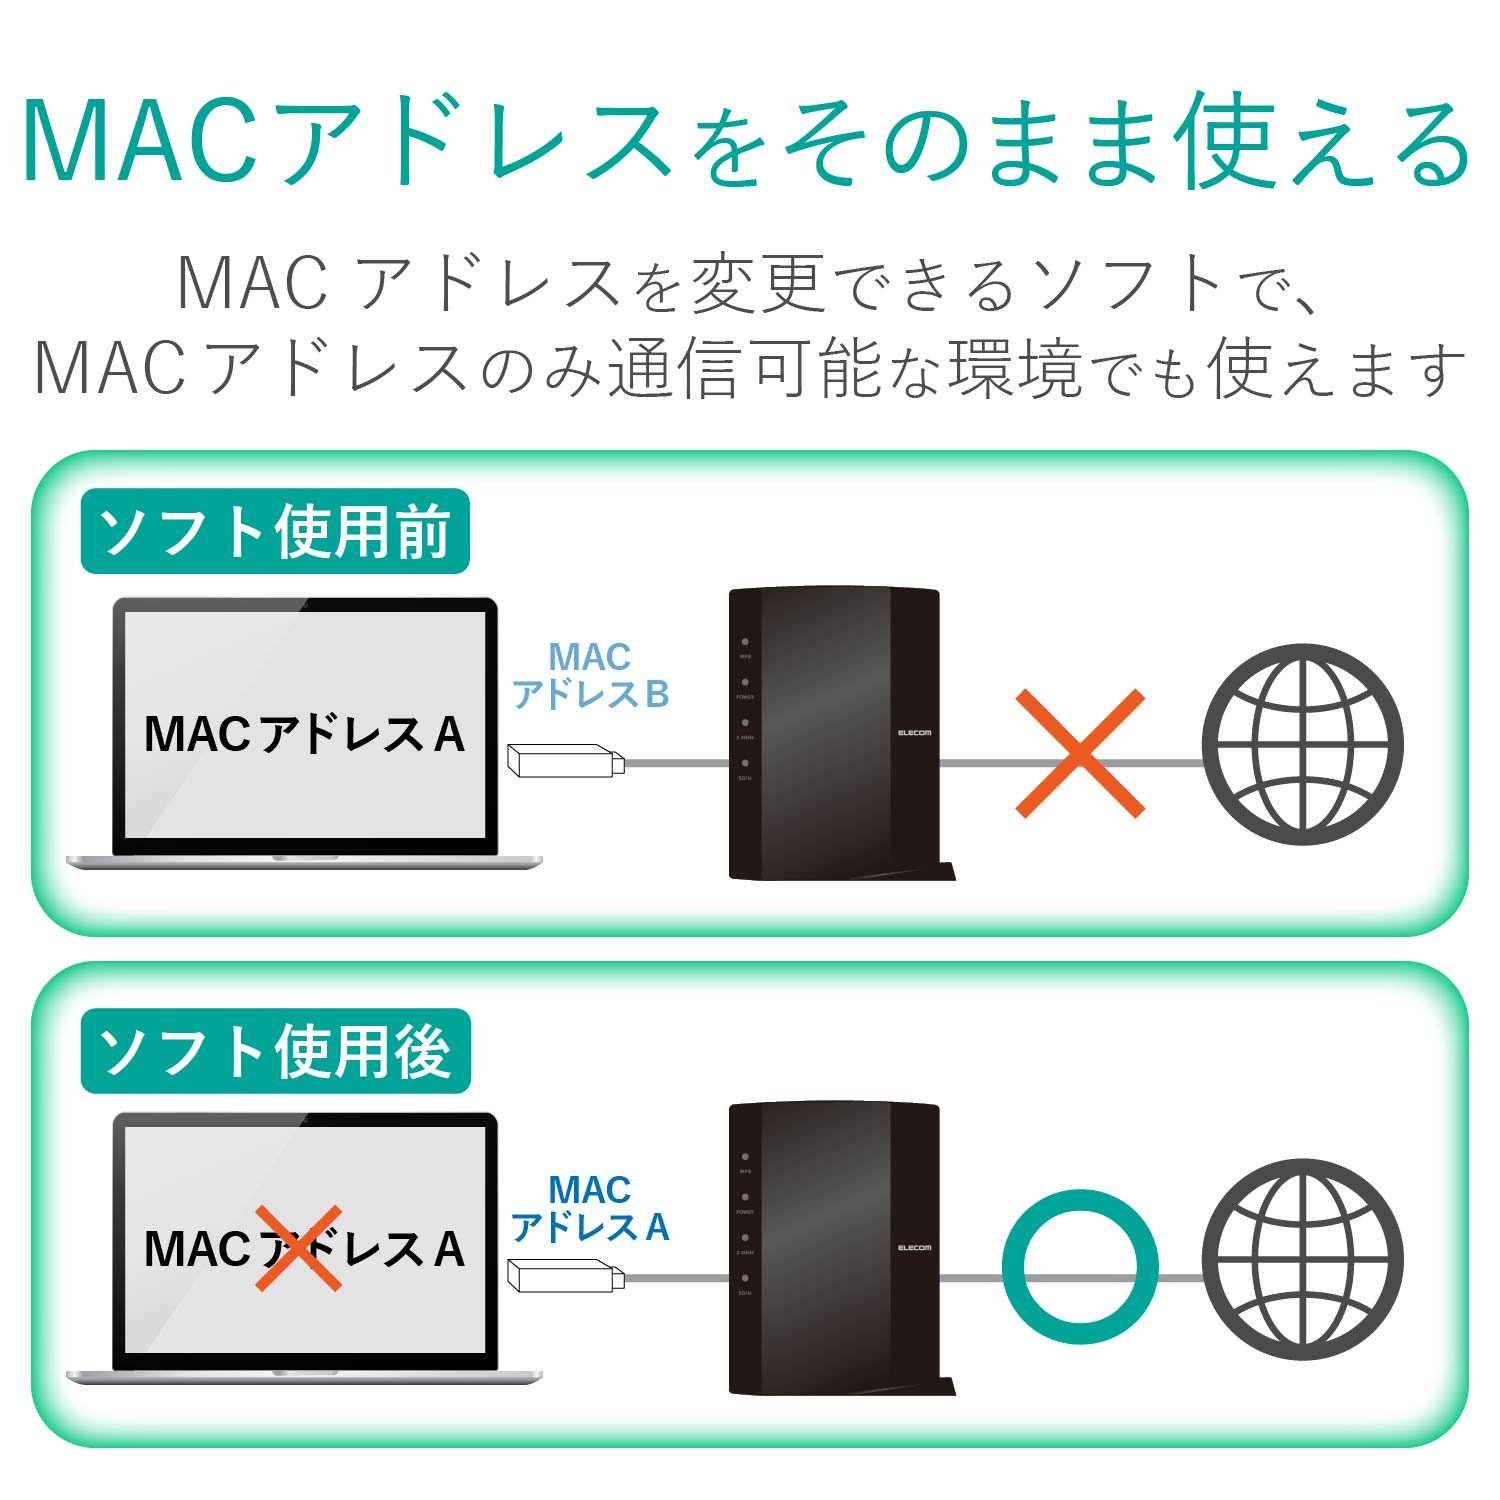 MACアドレスをそのまま使える
MACアドレスを変更できるソフトで、
MACアドレスのみ通信可能な環境でも使えます
ソフト使用前
MACアドレスA
MAC
アドレスB
WPS
POWER
2.4GHz
5GHz
ELECOM
ソフト使用後
MACアドレスA
MAC
アドレスA
WPS
POWER
2.4GHz
5GHz
ELECOM